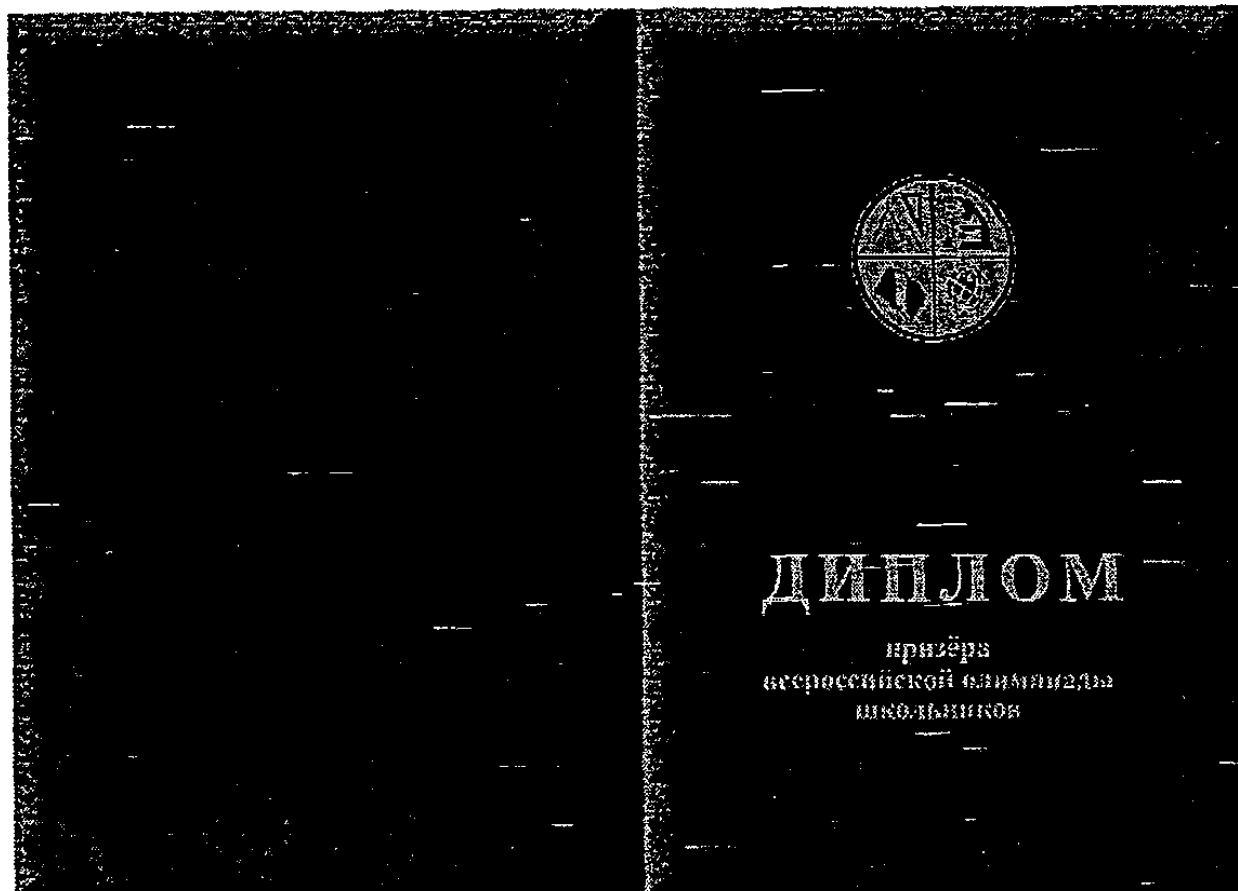 ДИПЛОМ
призёра
всероссийской олимпиады
школьников